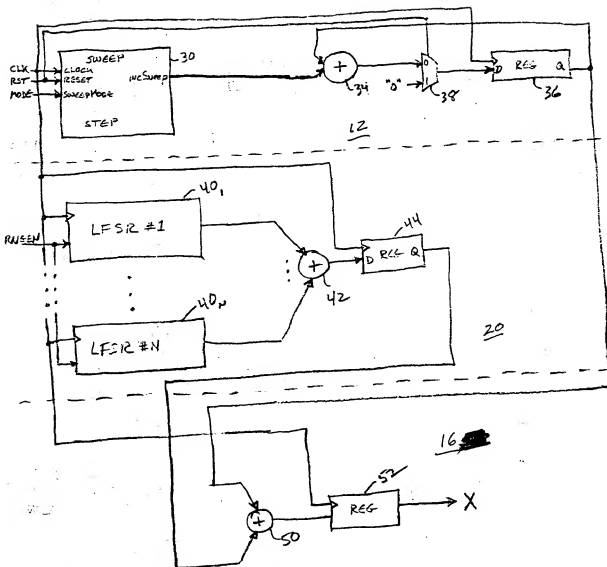 SWEEP
30
CLK
CLOCK
RST
RESET
INCSWEEP
MODE
SWEEPMODE
STEP
+
34
0
"0"
1
38
REG
D
Q
36
12
40₁
LFSR #1
RNGEN
44
+
42
D REG Q
40N
LFSR #N
20
16
52
+
50
REG
X